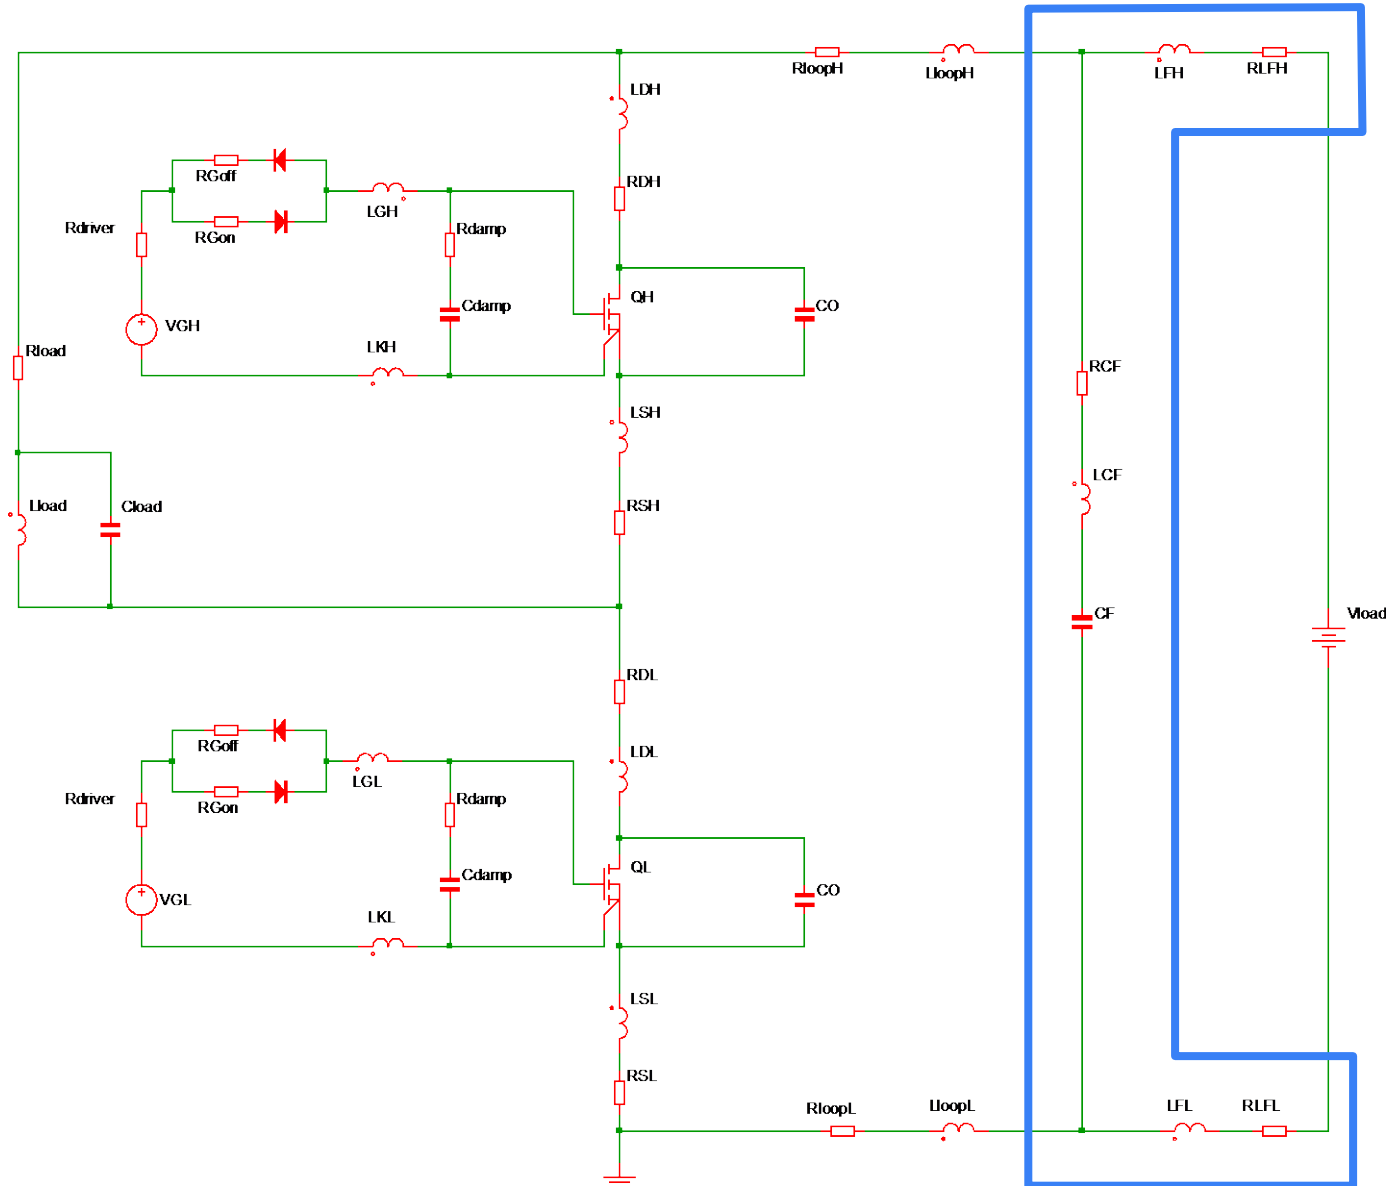 RloopH
LloopH
LFH
RLFH
LDH
RGoff
RDH
LGH
Rdriver
RGon
Rdamp
QH
Cdamp
CO
VGH
LKH
Rload
RCF
LSH
LCF
Lload
Cload
RSH
CF
Vload
RDL
RGoff
LDL
LGL
Rdriver
RGon
Rdamp
QL
Cdamp
CO
VGL
LKL
LSL
RSL
RloopL
LloopL
LFL
RLFL